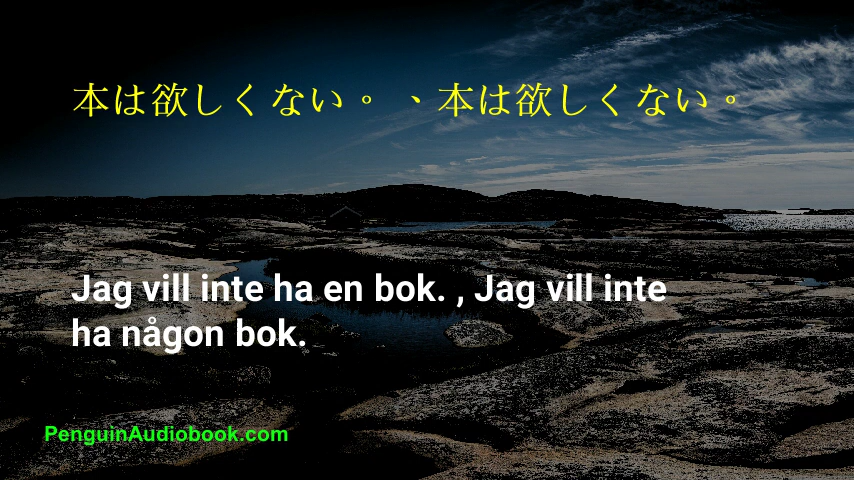 本は欲しくない。 、本は欲しくない。
Jag vill inte ha en bok. , Jag vill inte
ha någon bok.
PenguinAudiobook.com